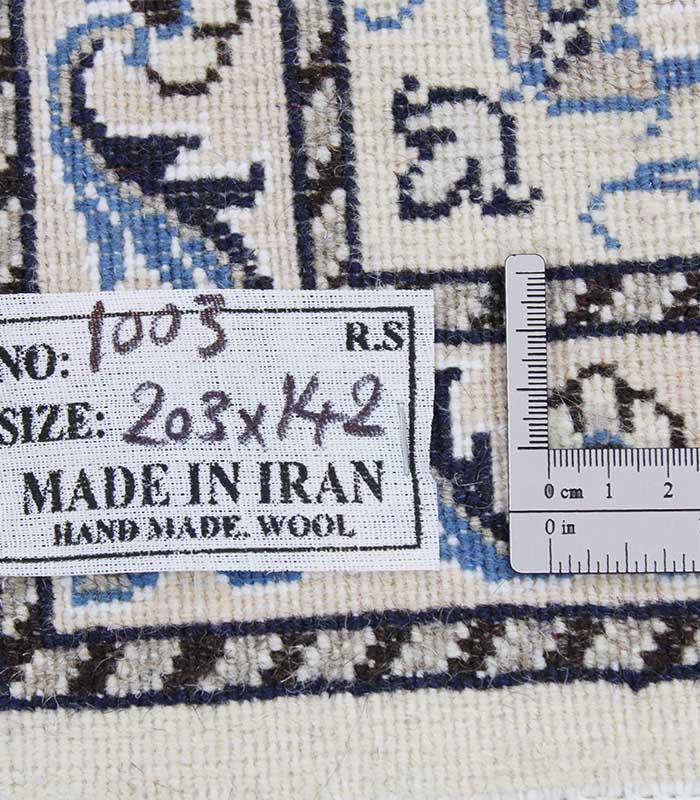 NO: 1003 R.S
SIZE: 203x142
MADE IN IRAN
HAND MADE. WOOL
0 cm 1 2
0 in